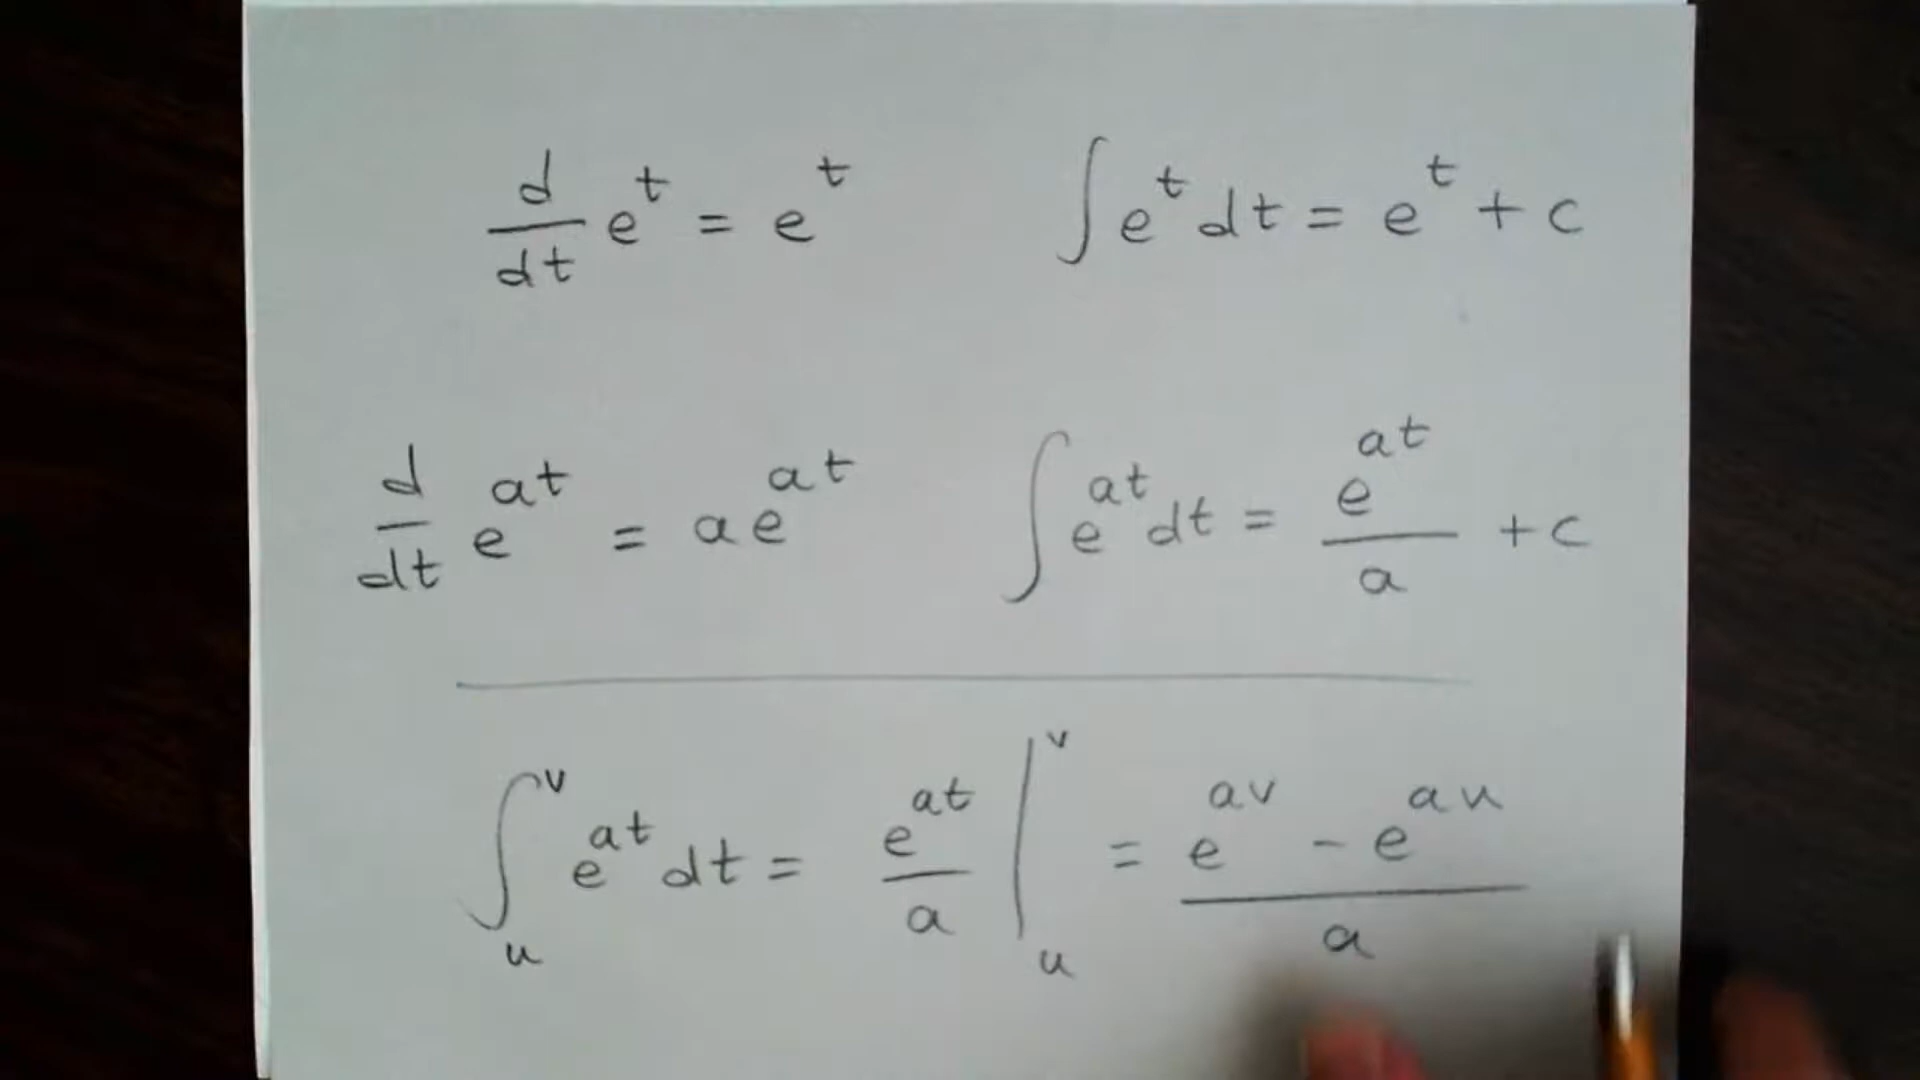 d/dt e^t = e^t    ∫ e^t dt = e^t + c
d/dt e^{at} = a e^{at}    ∫ e^{at} dt = e^{at}/a + c
∫_u^v e^{at} dt = e^{at}/a |_u^v = (e^{av} - e^{au})/a